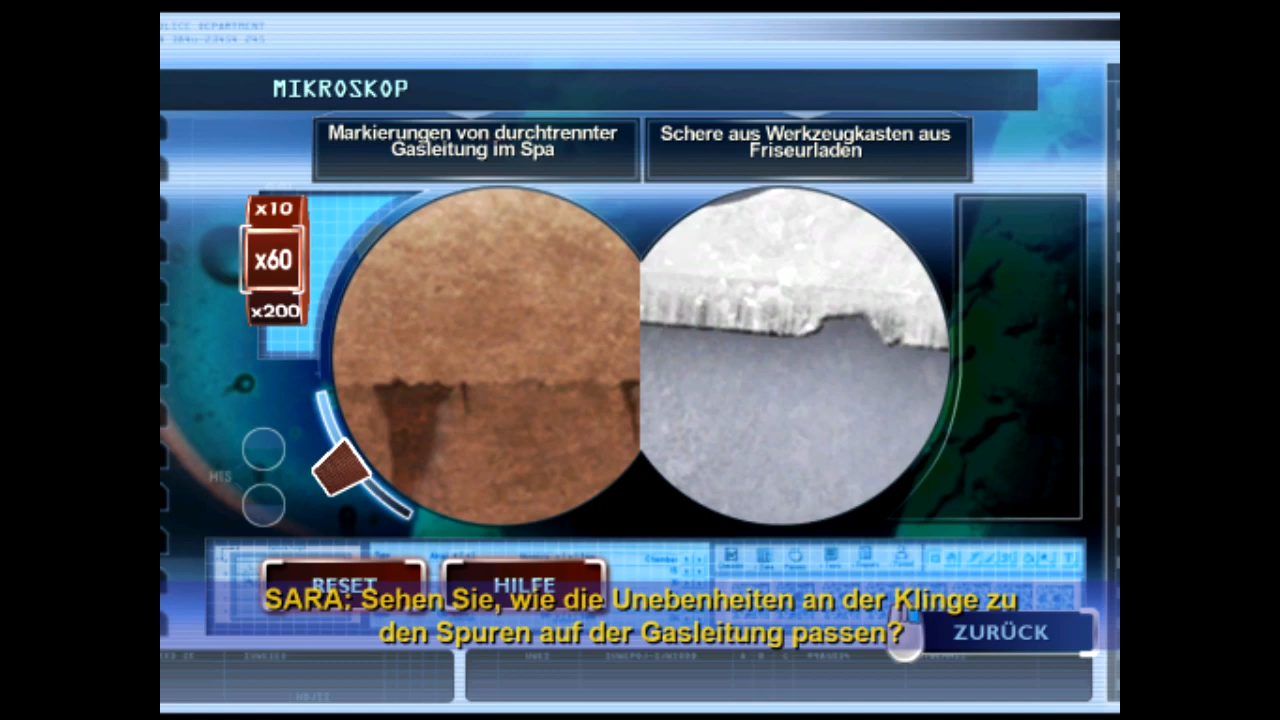 MIKROSKOP
Markierungen von durchtrennter
Gasleitung im Spa
Schere aus Werkzeugkasten aus
Friseurladen
x10
x60
x200
HTS
RESET
HILFE
SARA: Sehen Sie, wie die Unebenheiten an der Klinge zu
den Spuren auf der Gasleitung passen?
ZURÜCK